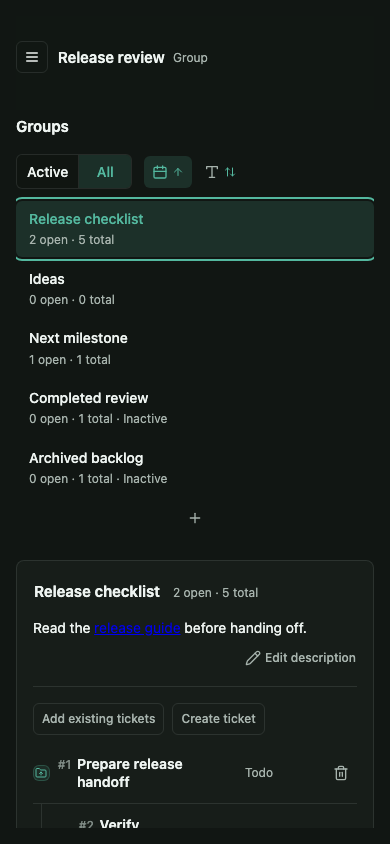 Release review Group
Groups
Active All
Release checklist
2 open · 5 total
Ideas
0 open · 0 total
Next milestone
1 open · 1 total
Completed review
0 open · 1 total · Inactive
Archived backlog
0 open · 1 total · Inactive
Release checklist 2 open · 5 total
Read the release guide before handing off.
Edit description
Add existing tickets Create ticket
#1 Prepare release Todo
handoff
#2 Verify